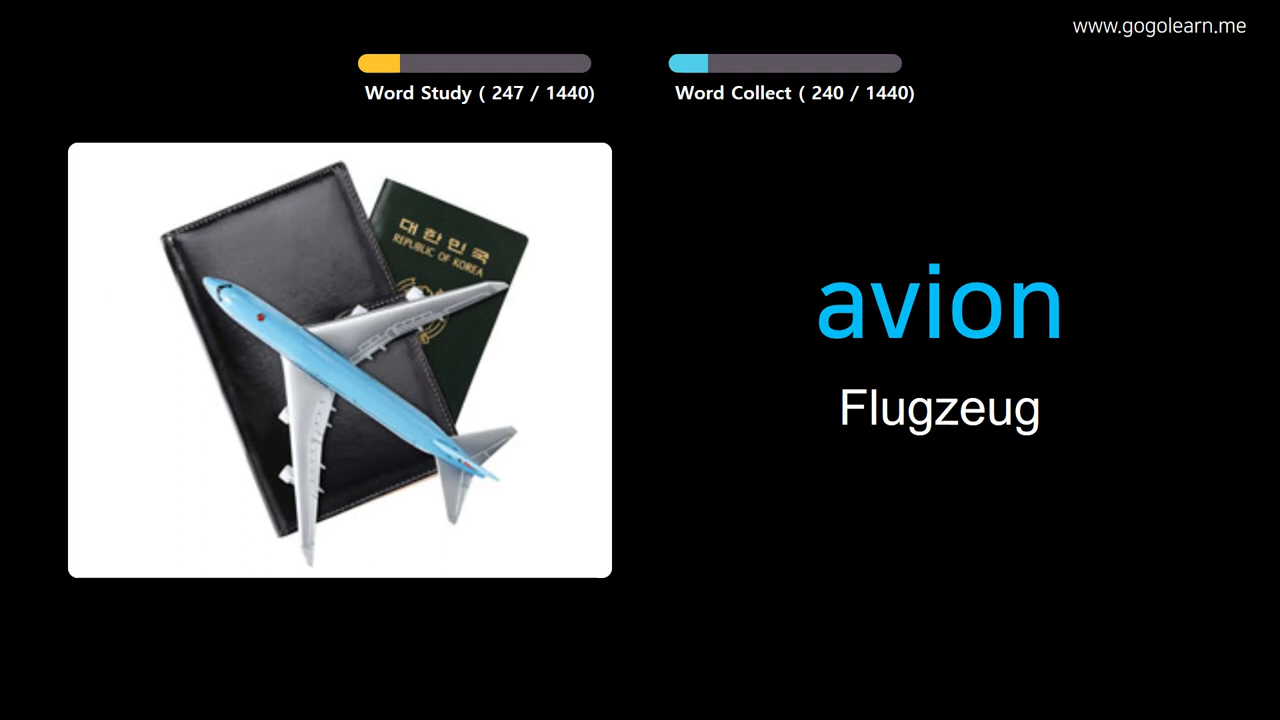 www.gogolearn.me
Word Study ( 247 / 1440)
Word Collect ( 240 / 1440)
대한민국
REPUBLIC OF KOREA
avion
Flugzeug